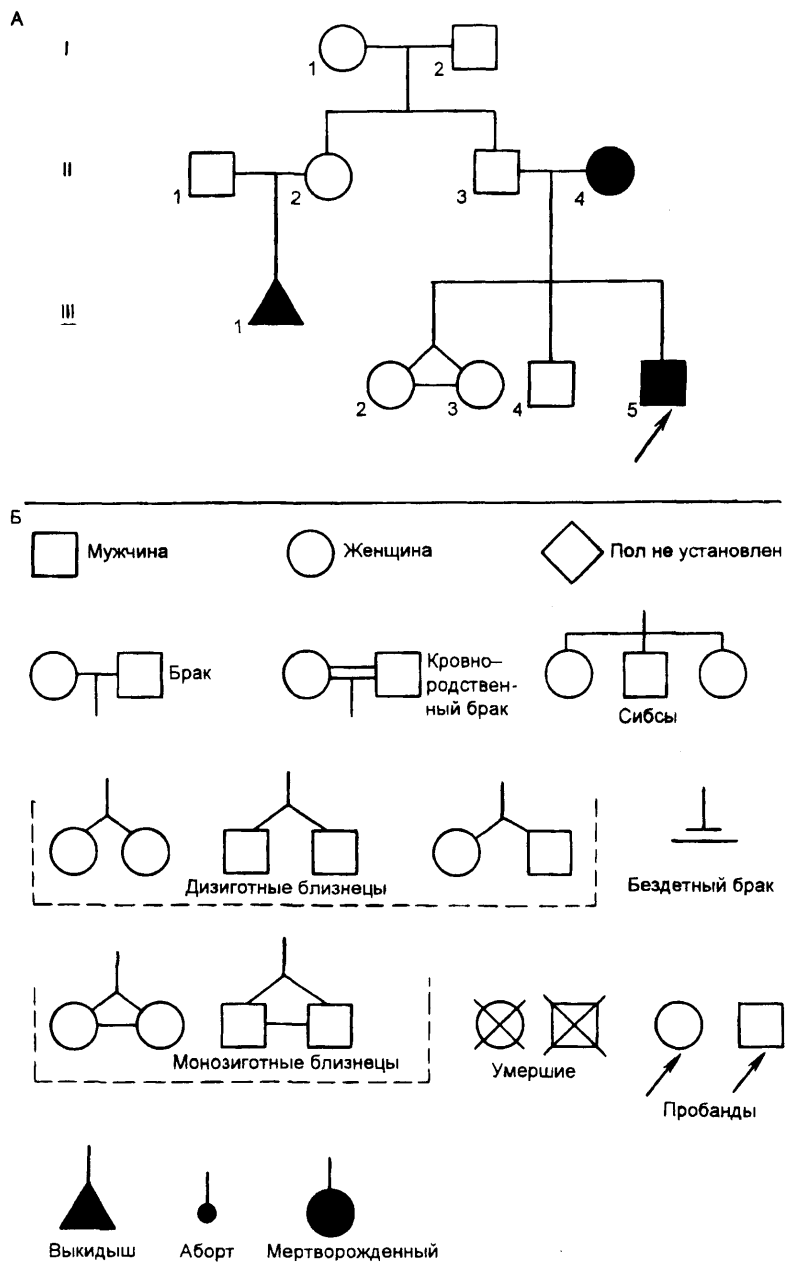 А
I
1 2
II
1 2 3 4
III
1
2 3 4 5
Б
Мужчина Женщина Пол не установлен
Брак
Кровно–
родствен-
ный брак
Сибсы
Дизиготные близнецы
Бездетный брак
Монозиготные близнецы
Умершие
Пробанды
Выкидыш Аборт Мертворожденный